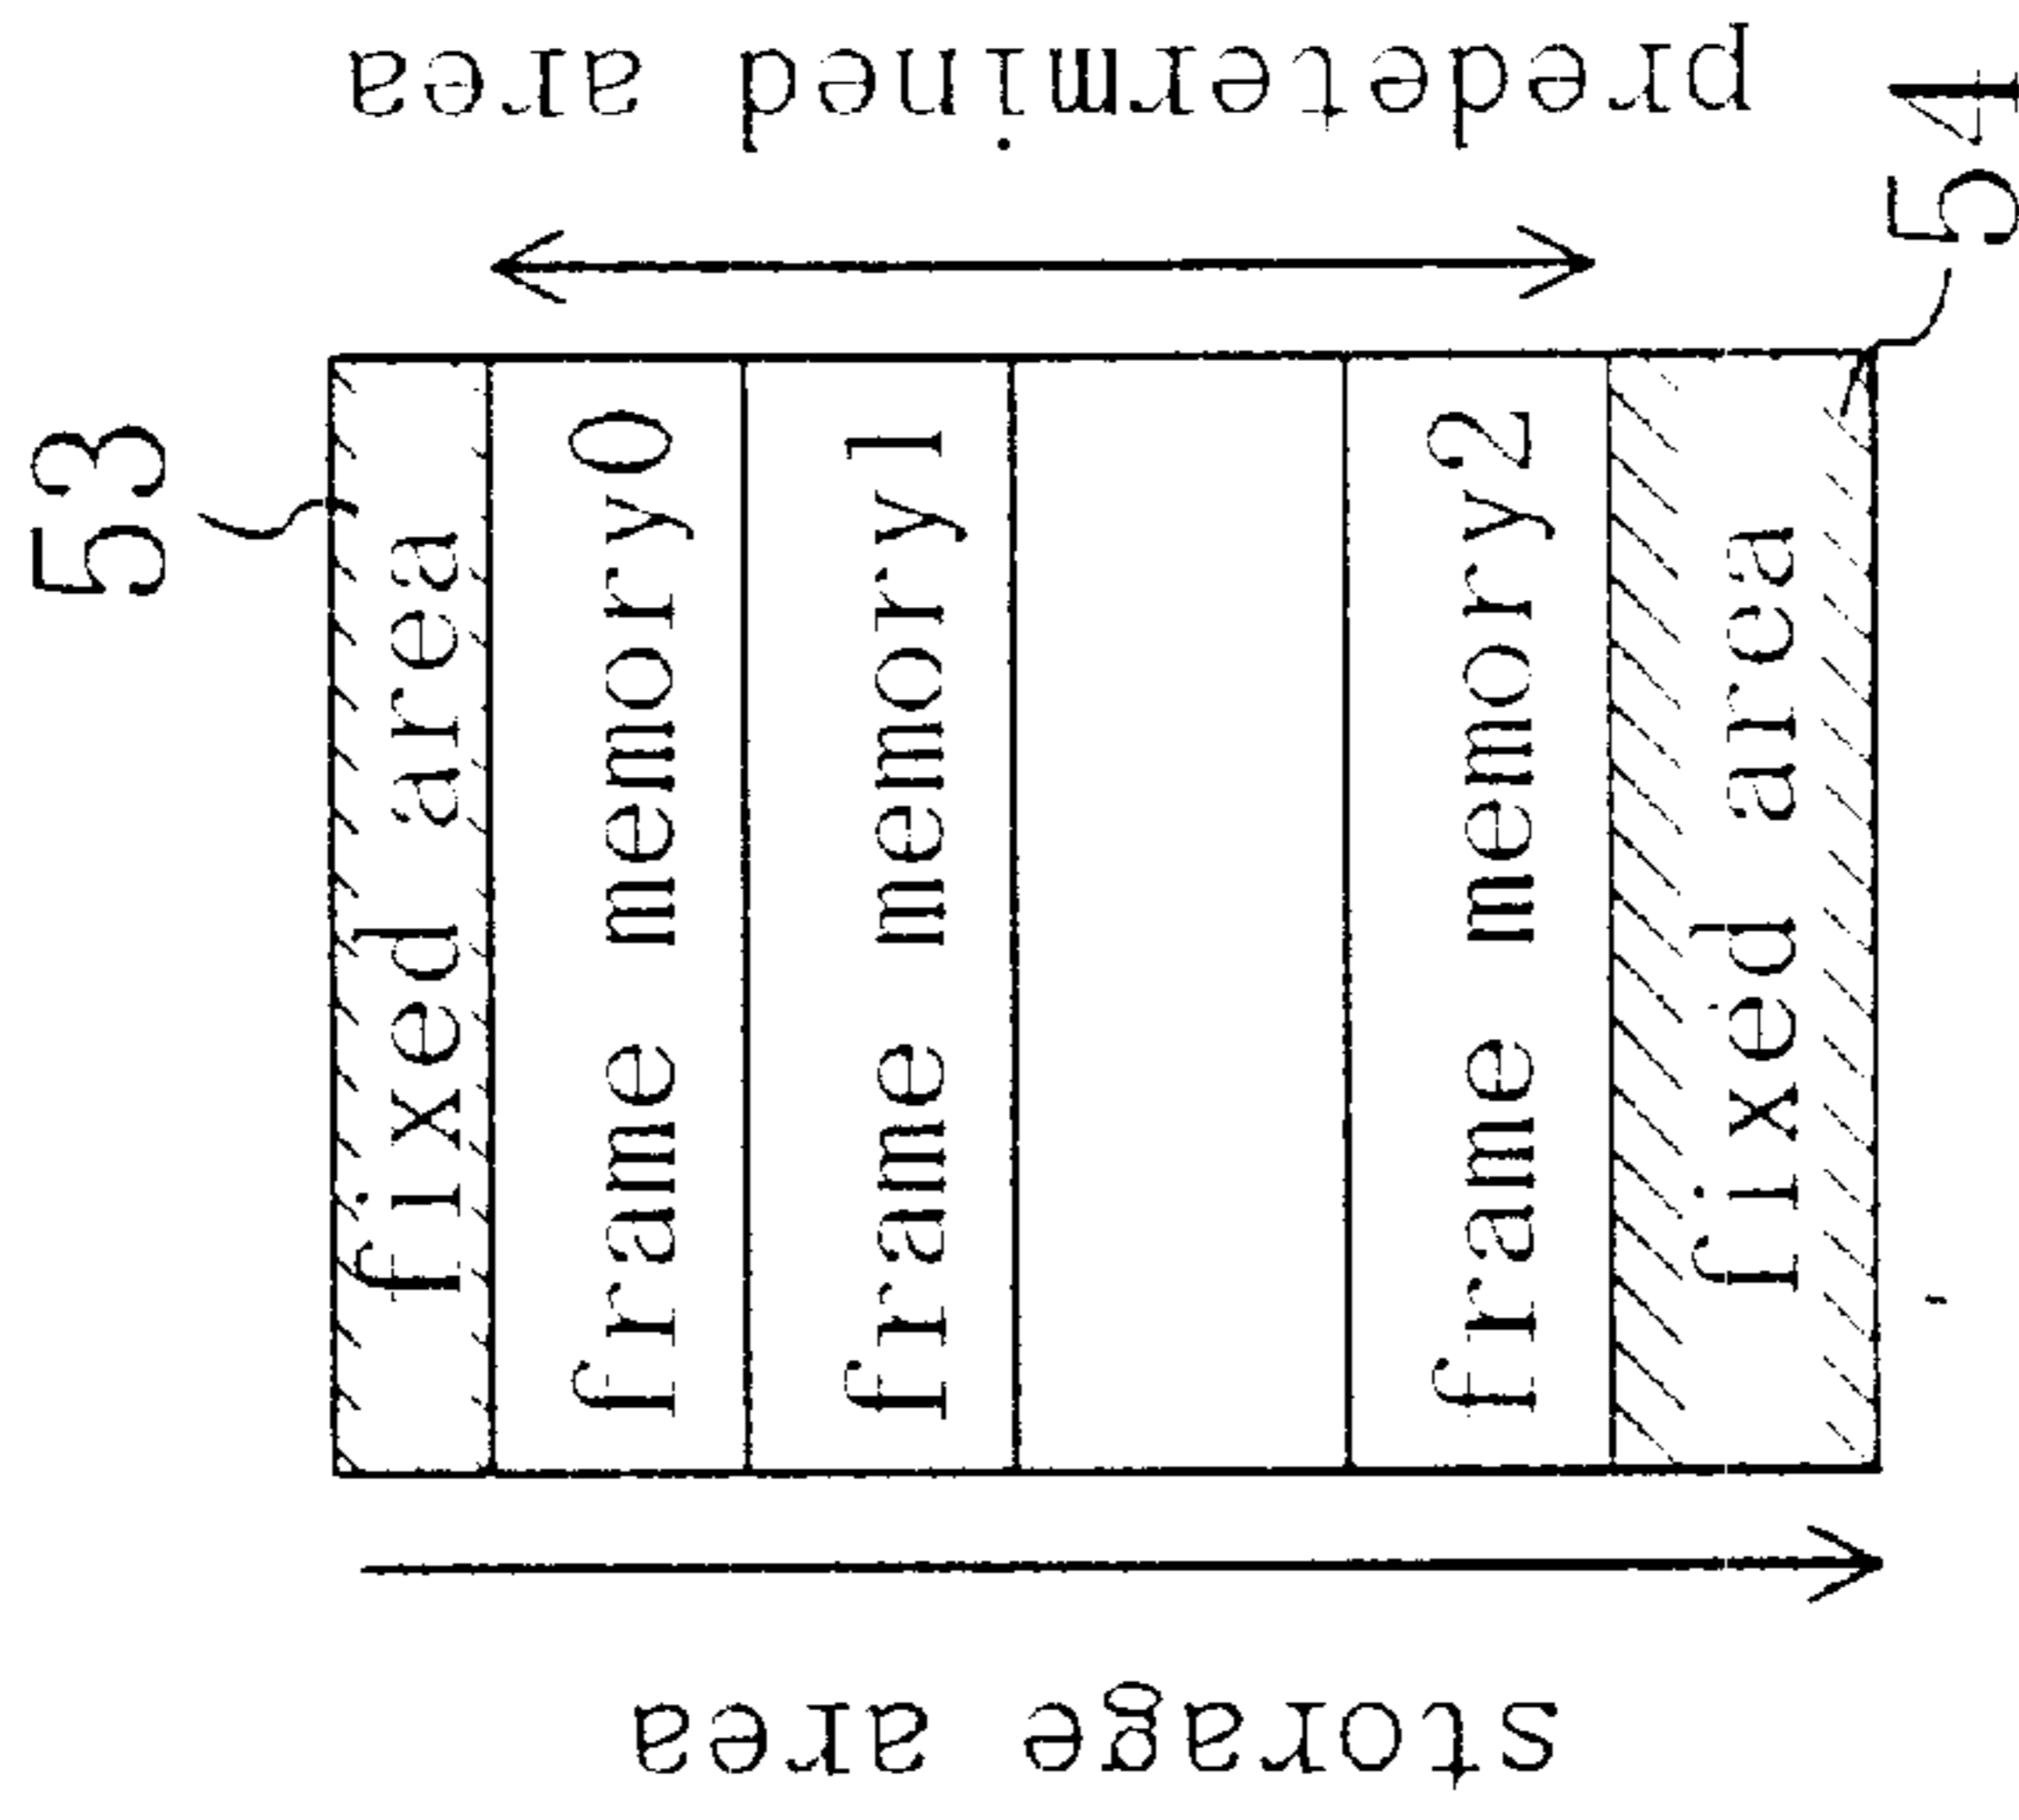 53
fixed area
frame memory0
frame memory1
frame memory2
fixed area
54
predetermined area
storage area